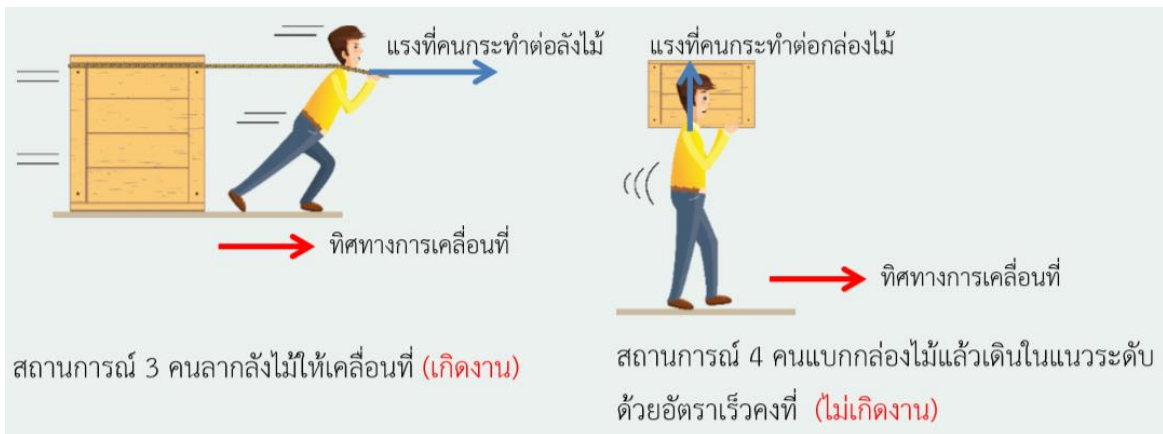 แรงที่คนกระทำต่อลังไม้
ทิศทางการเคลื่อนที่
สถานการณ์ 3 คนลากลังไม้ให้เคลื่อนที่ (เกิดงาน)
แรงที่คนกระทำต่อกล่องไม้
ทิศทางการเคลื่อนที่
สถานการณ์ 4 คนแบกกล่องไม้แล้วเดินในแนวระดับ
ด้วยอัตราเร็วคงที่ (ไม่เกิดงาน)